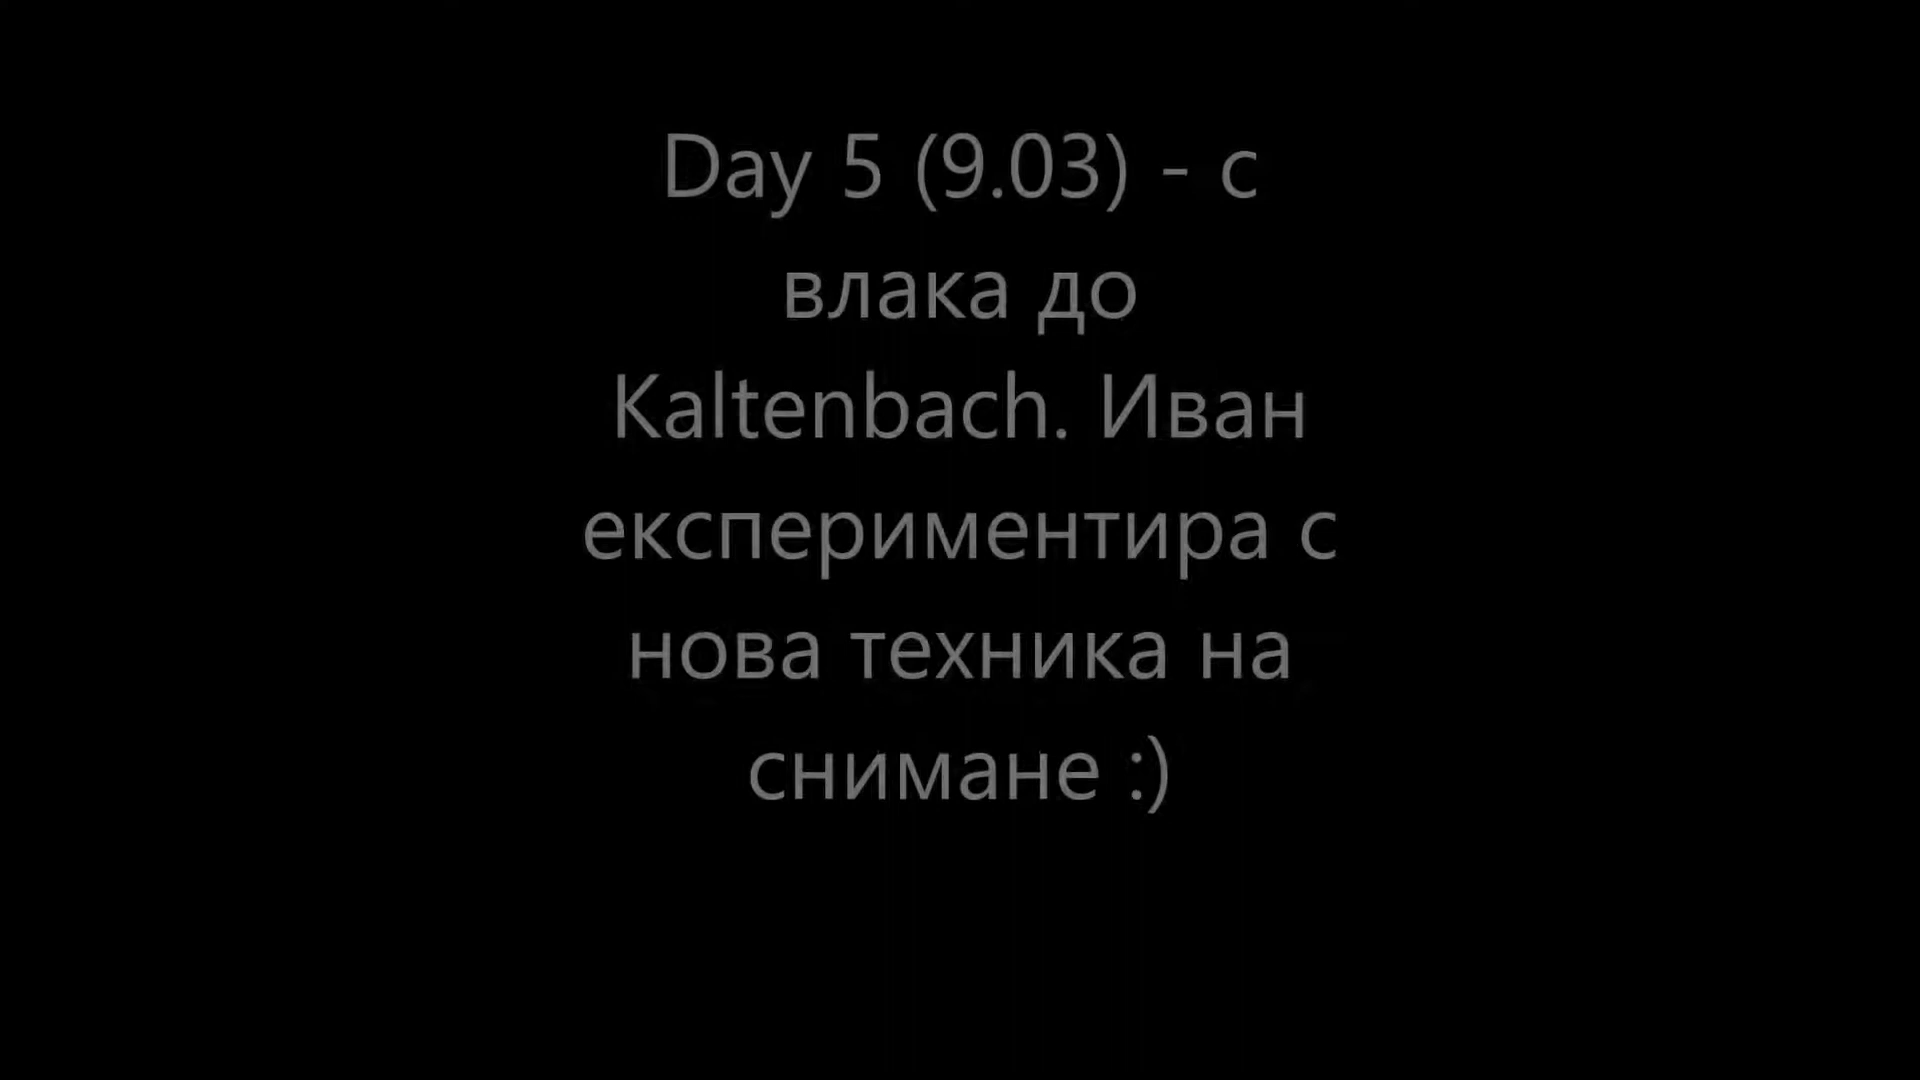 Day 5 (9.03) - с
влака до
Kaltenbach. Иван
експериментира с
нова техника на
снимане :)